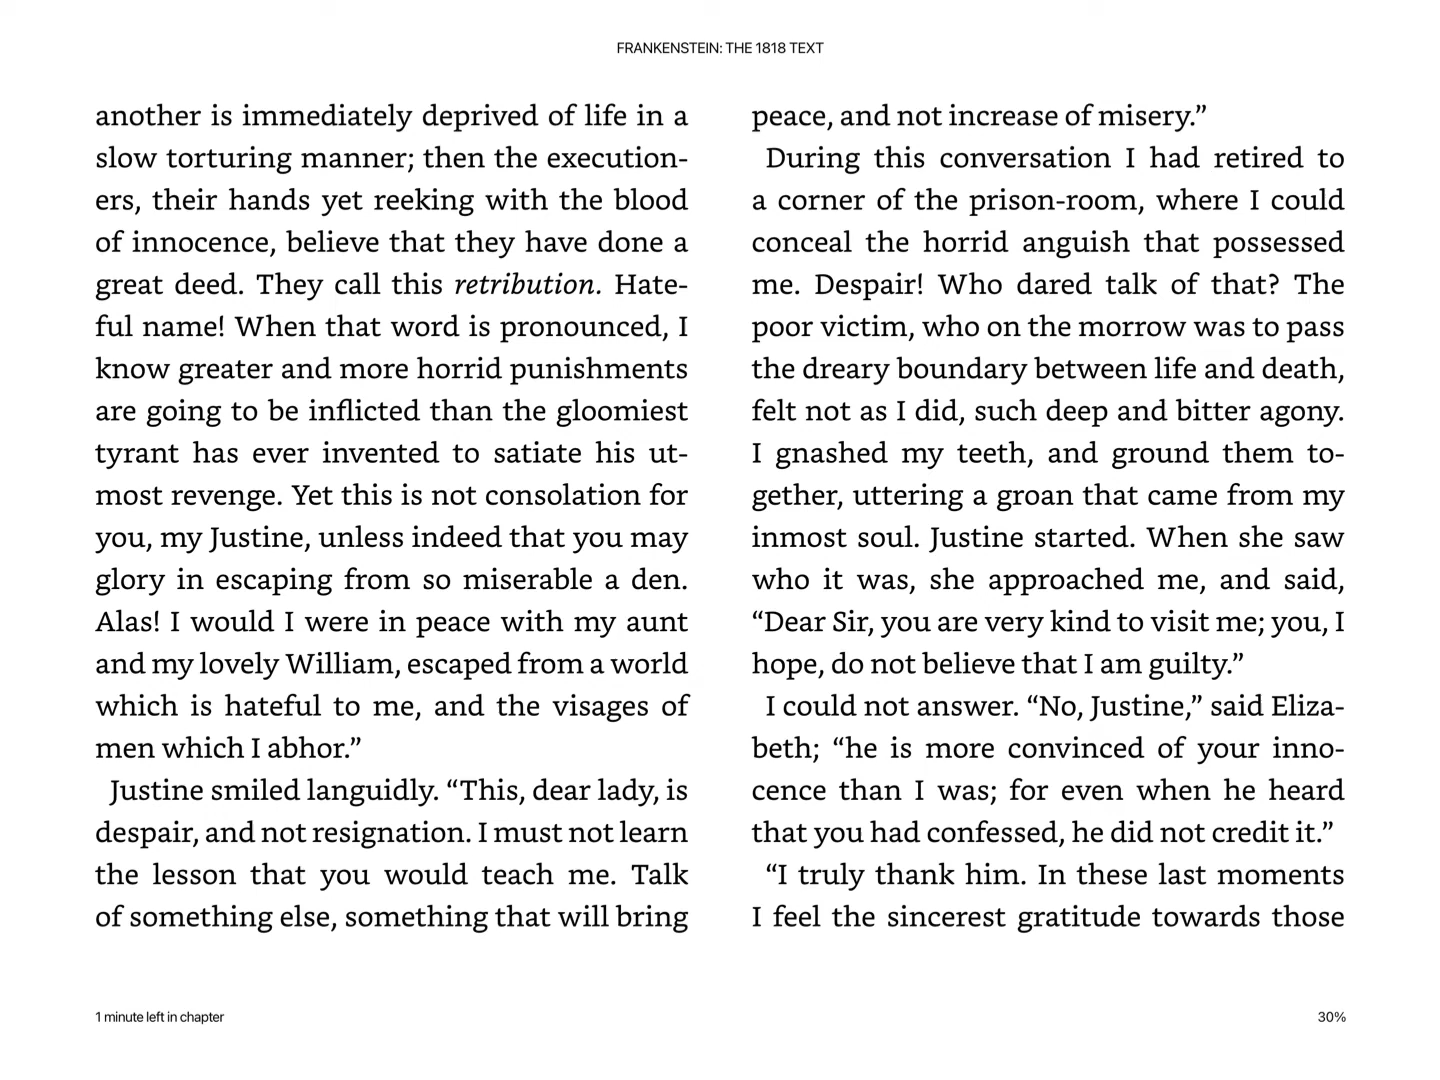 FRANKENSTEIN: THE 1818 TEXT
another is immediately deprived of life in a
slow torturing manner; then the execution-
ers, their hands yet reeking with the blood
of innocence, believe that they have done a
great deed. They call this retribution. Hate-
ful name! When that word is pronounced, I
know greater and more horrid punishments
are going to be inflicted than the gloomiest
tyrant has ever invented to satiate his ut-
most revenge. Yet this is not consolation for
you, my Justine, unless indeed that you may
glory in escaping from so miserable a den.
Alas! I would I were in peace with my aunt
and my lovely William, escaped from a world
which is hateful to me, and the visages of
men which I abhor.”
Justine smiled languidly. “This, dear lady, is
despair, and not resignation. I must not learn
the lesson that you would teach me. Talk
of something else, something that will bring
peace, and not increase of misery.”
During this conversation I had retired to
a corner of the prison-room, where I could
conceal the horrid anguish that possessed
me. Despair! Who dared talk of that? The
poor victim, who on the morrow was to pass
the dreary boundary between life and death,
felt not as I did, such deep and bitter agony.
I gnashed my teeth, and ground them to-
gether, uttering a groan that came from my
inmost soul. Justine started. When she saw
who it was, she approached me, and said,
“Dear Sir, you are very kind to visit me; you, I
hope, do not believe that I am guilty.”
I could not answer. “No, Justine,” said Eliza-
beth; “he is more convinced of your inno-
cence than I was; for even when he heard
that you had confessed, he did not credit it.”
“I truly thank him. In these last moments
I feel the sincerest gratitude towards those
1 minute left in chapter
30%